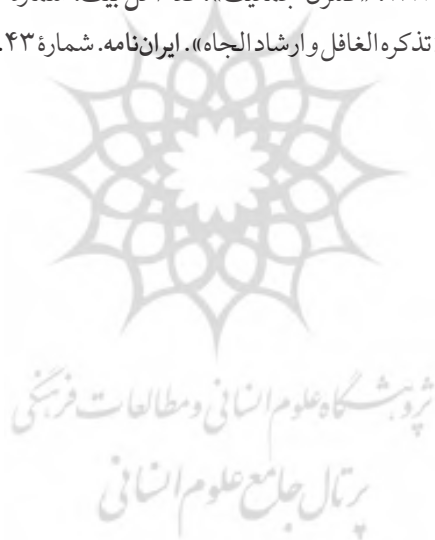 تذکره الغافل و ارشاد الجاه». ایران‌نامه. شمارهٔ ۴۳.
پژوهشگاه علوم انسانی و مطالعات فرهنگی
پرتال جامع علوم انسانی